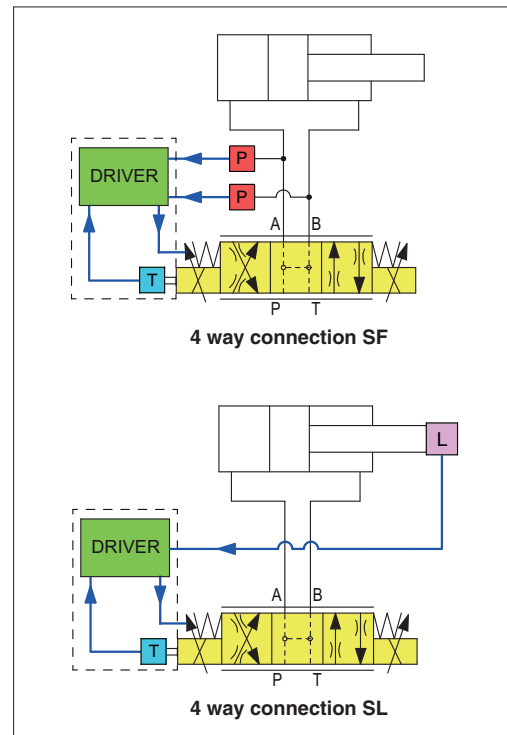 P
DRIVER
P
A B
T
P T
4 way connection SF
L
DRIVER
A B
T
P T
4 way connection SL